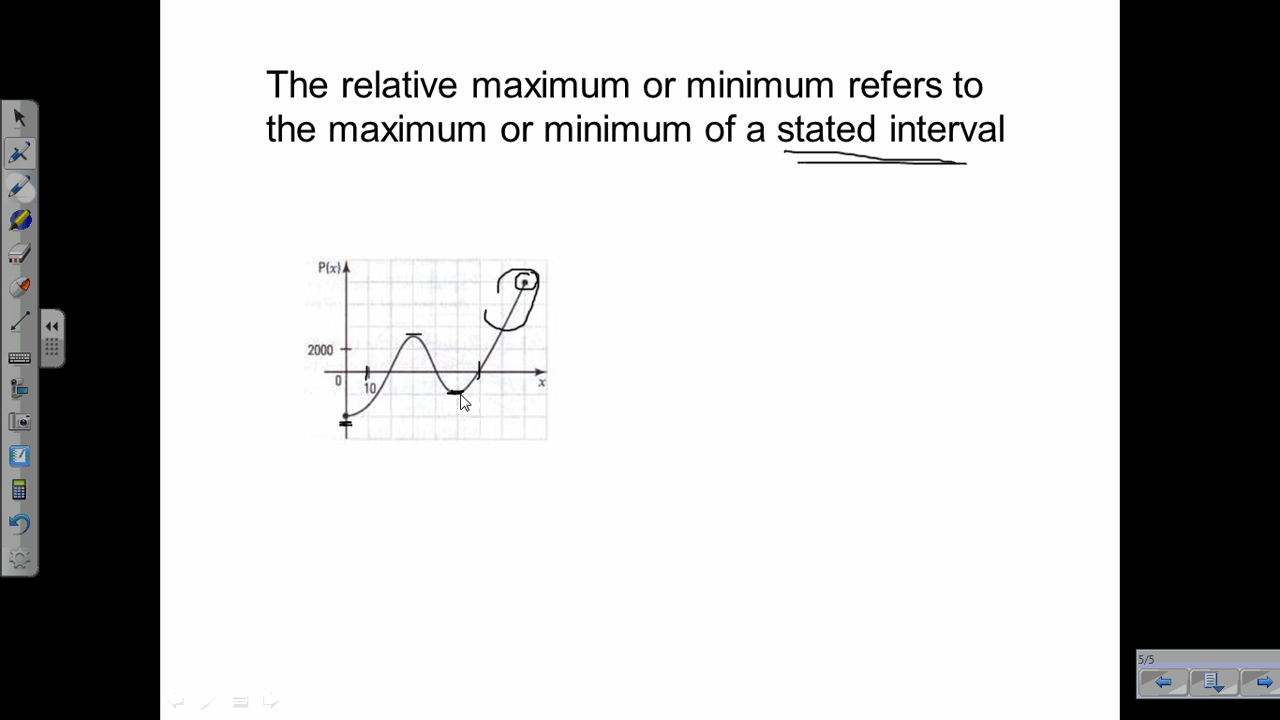 The relative maximum or minimum refers to
the maximum or minimum of a stated interval
P(x)
2000
0
10
x
5/5